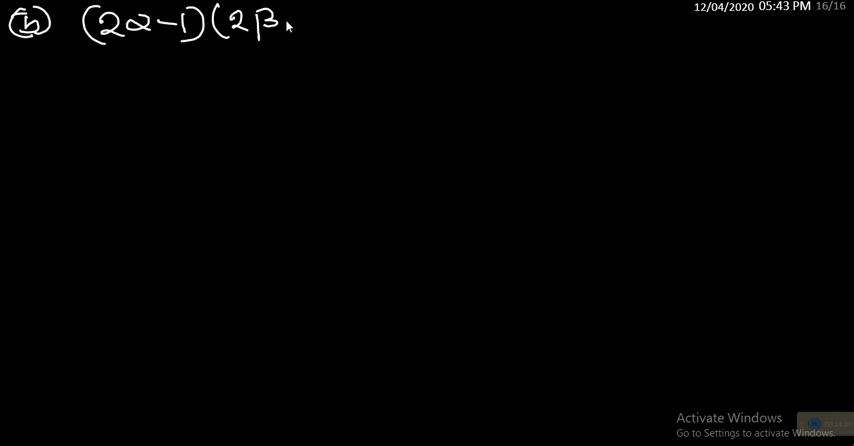 12/04/2020 05:43 PM 16/16
(b) (2α-1)(2β
Activate Windows
Go to Settings to activate Windows.